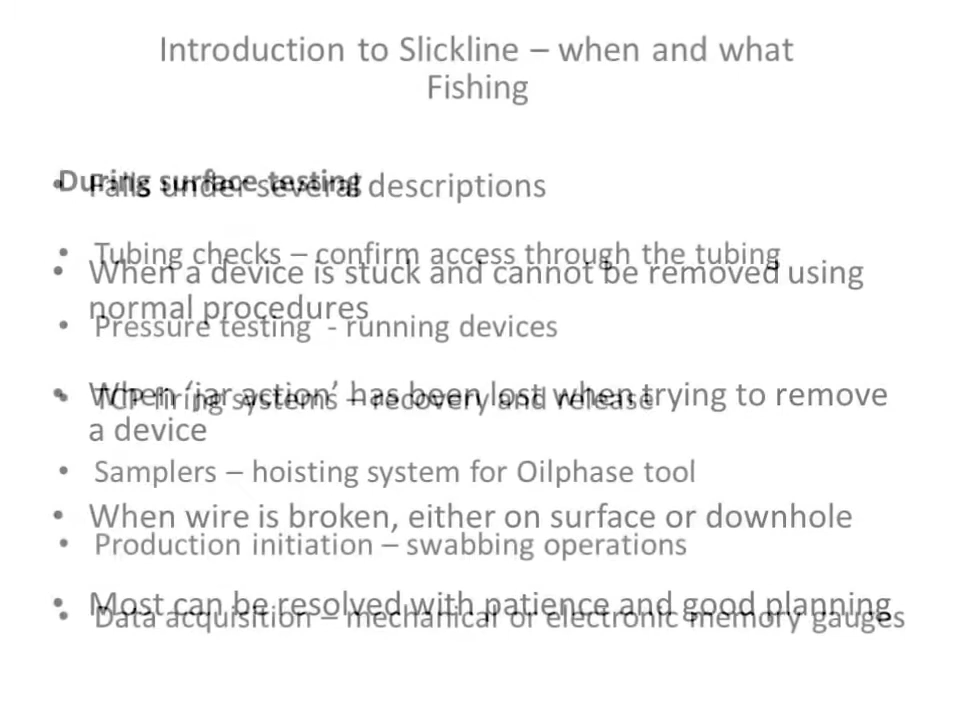 Introduction to Slickline – when and what
Fishing
During surface testing
• Falls under several descriptions
• Tubing checks – confirm access through the tubing
• When a device is stuck and cannot be removed using
normal procedures
• Pressure testing - running devices
• When ‘jar action’ has been lost when trying to remove
a device
• TCP firing systems – recovery and release
• Samplers – hoisting system for Oilphase tool
• When wire is broken, either on surface or downhole
• Production initiation – swabbing operations
• Most can be resolved with patience and good planning
• Data acquisition – mechanical or electronic memory gauges